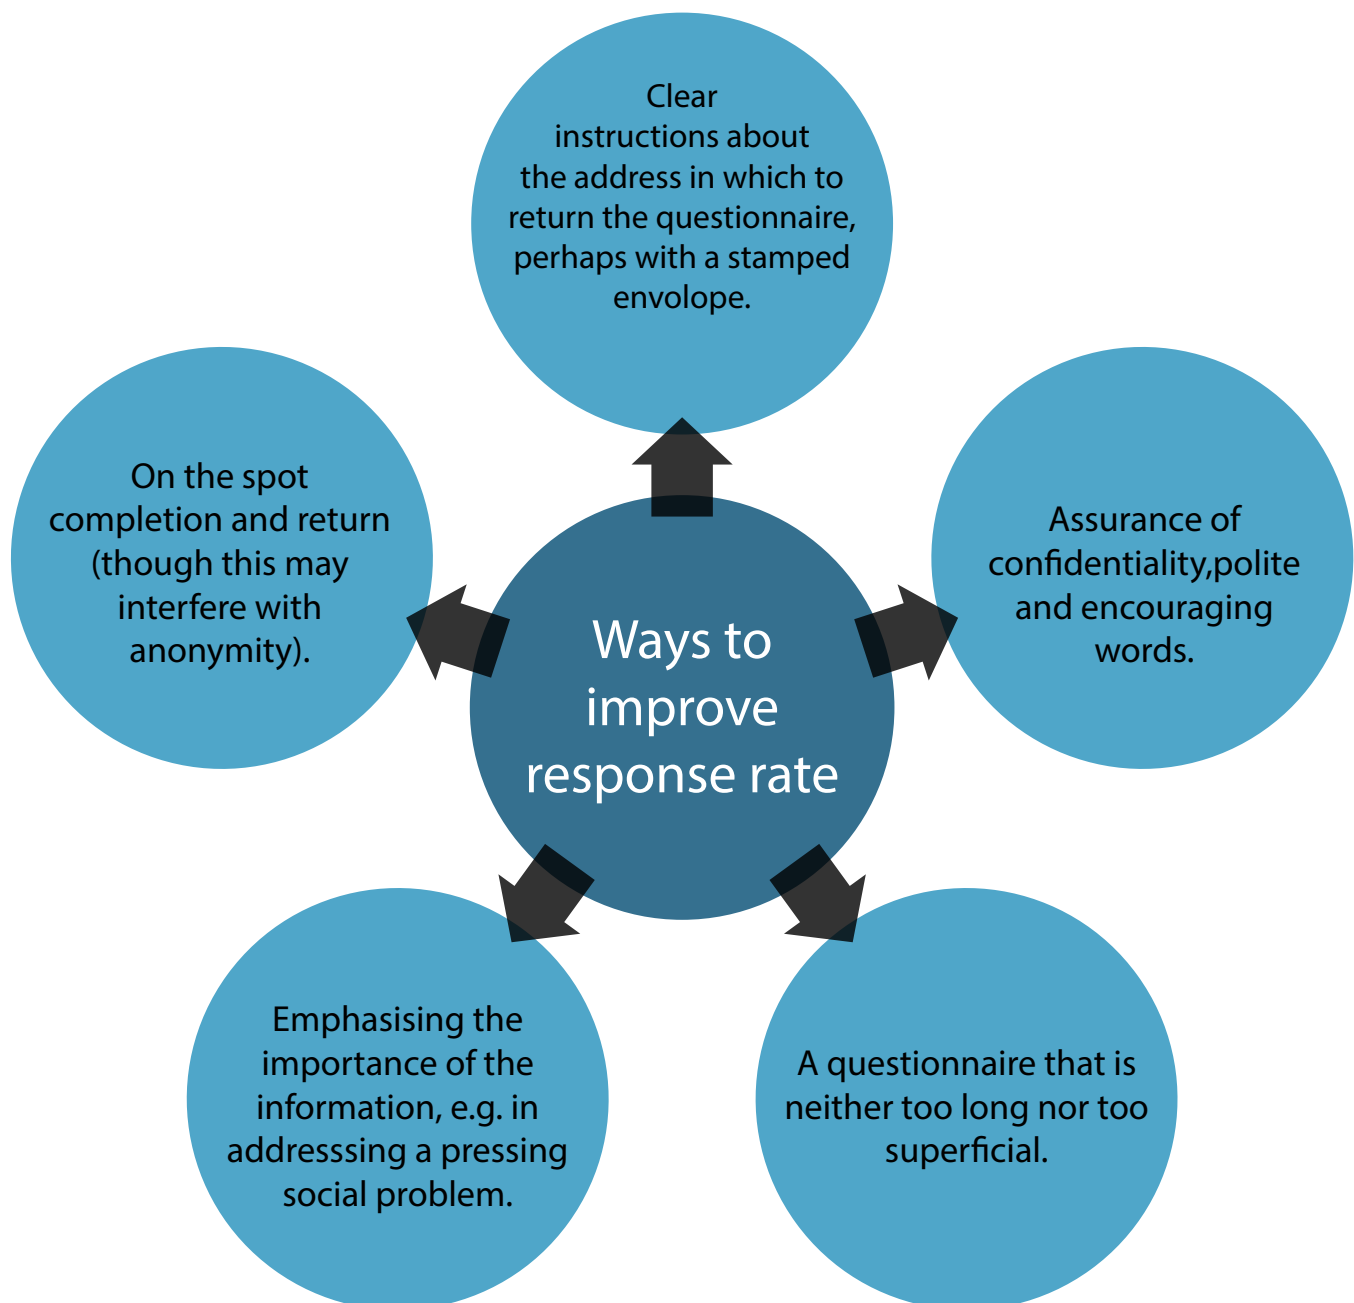 Clear
instructions about
the address in which to
return the questionnaire,
perhaps with a stamped
envolope.
On the spot
completion and return
(though this may
interfere with
anonymity).
Assurance of
confidentiality,polite
and encouraging
words.
Ways to
improve
response rate
Emphasising the
importance of the
information, e.g. in
addresssing a pressing
social problem.
A questionnaire that is
neither too long nor too
superficial.